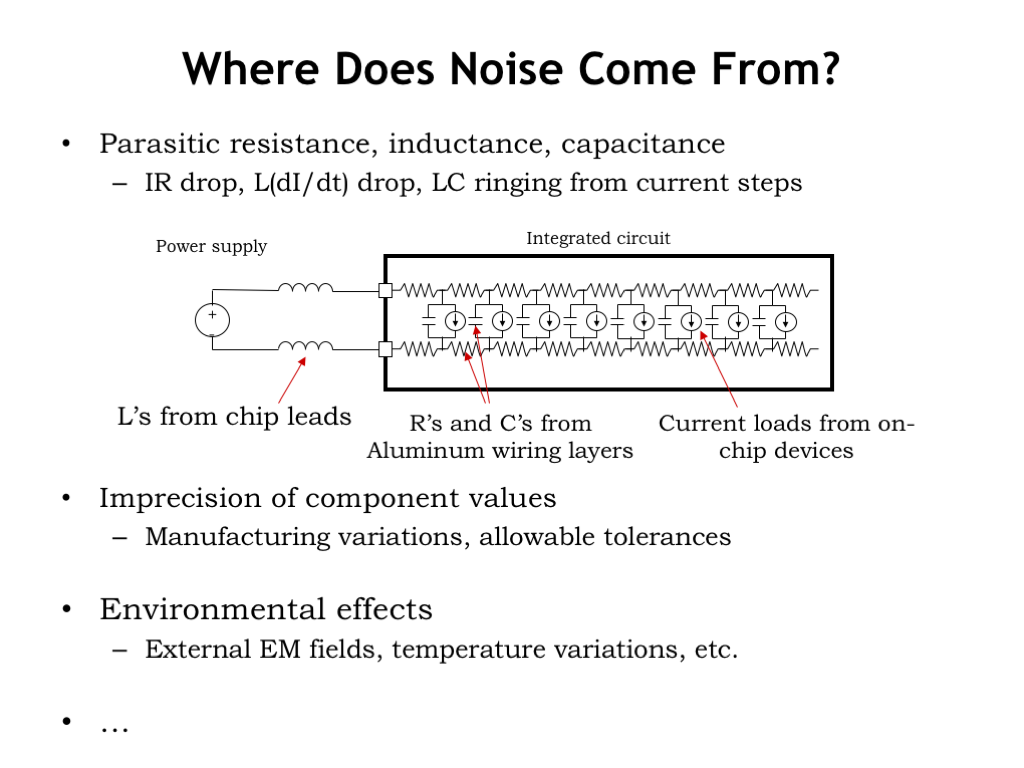 Where Does Noise Come From?
• Parasitic resistance, inductance, capacitance
– IR drop, L(dI/dt) drop, LC ringing from current steps
Power supply
Integrated circuit
+
–
L’s from chip leads
R’s and C’s from
Aluminum wiring layers
Current loads from on-
chip devices
• Imprecision of component values
– Manufacturing variations, allowable tolerances
• Environmental effects
– External EM fields, temperature variations, etc.
• …